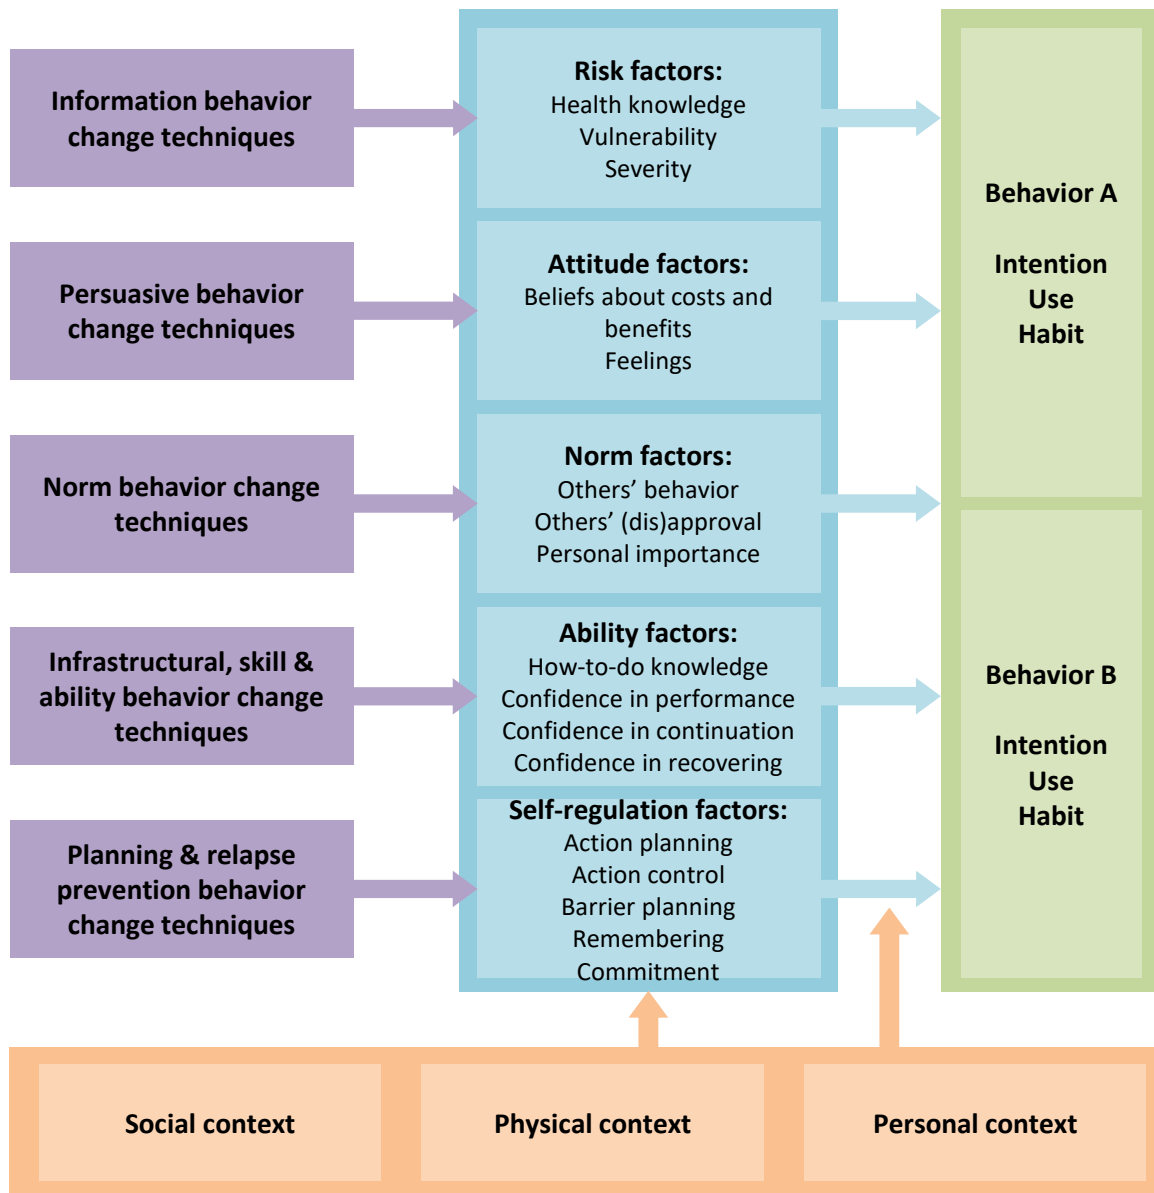 Information behavior
change techniques
Risk factors:
Health knowledge
Vulnerability
Severity
Persuasive behavior
change techniques
Attitude factors:
Beliefs about costs and
benefits
Feelings
Norm behavior change
techniques
Norm factors:
Others’ behavior
Others’ (dis)approval
Personal importance
Infrastructural, skill &
ability behavior change
techniques
Ability factors:
How-to-do knowledge
Confidence in performance
Confidence in continuation
Confidence in recovering
Planning & relapse
prevention behavior
change techniques
Self-regulation factors:
Action planning
Action control
Barrier planning
Remembering
Commitment
Behavior A
Intention
Use
Habit
Behavior B
Intention
Use
Habit
Social context
Physical context
Personal context